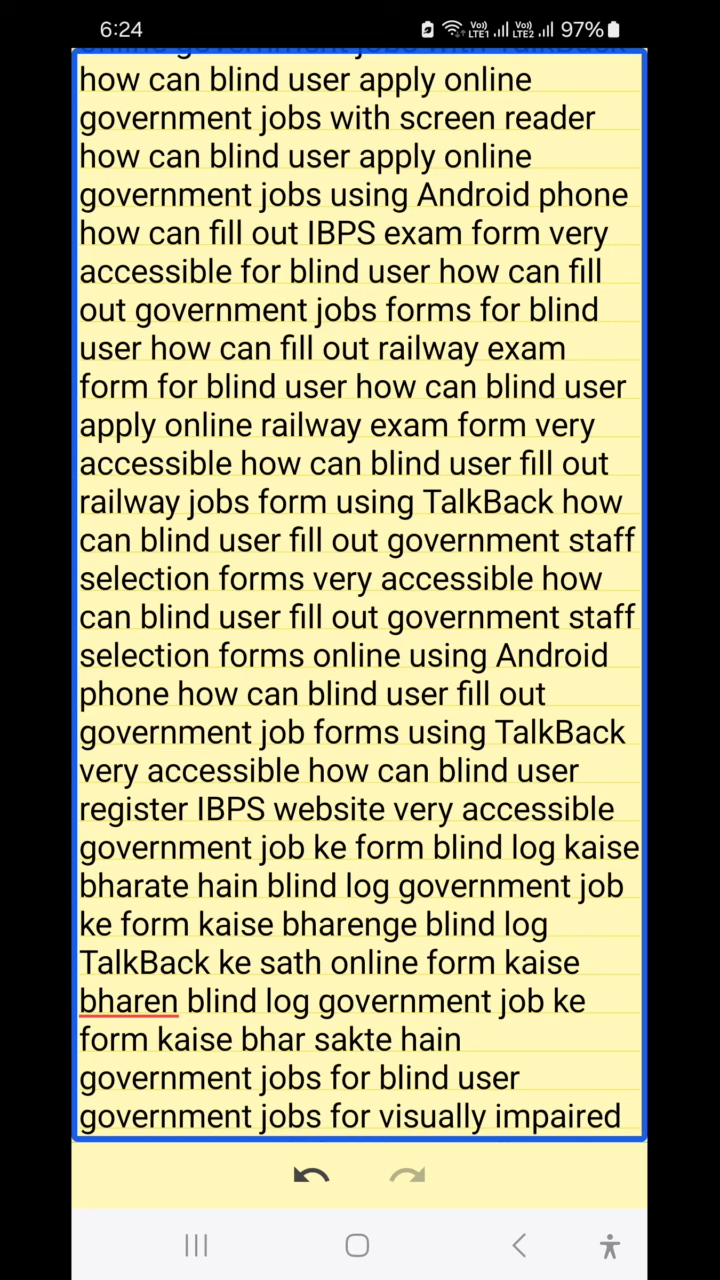 6:24
Vo)) LTE1 Vo)) LTE2 97%
how can blind user apply online
government jobs with screen reader
how can blind user apply online
government jobs using Android phone
how can fill out IBPS exam form very
accessible for blind user how can fill
out government jobs forms for blind
user how can fill out railway exam
form for blind user how can blind user
apply online railway exam form very
accessible how can blind user fill out
railway jobs form using TalkBack how
can blind user fill out government staff
selection forms very accessible how
can blind user fill out government staff
selection forms online using Android
phone how can blind user fill out
government job forms using TalkBack
very accessible how can blind user
register IBPS website very accessible
government job ke form blind log kaise
bharate hain blind log government job
ke form kaise bharenge blind log
TalkBack ke sath online form kaise
bharen blind log government job ke
form kaise bhar sakte hain
government jobs for blind user
government jobs for visually impaired